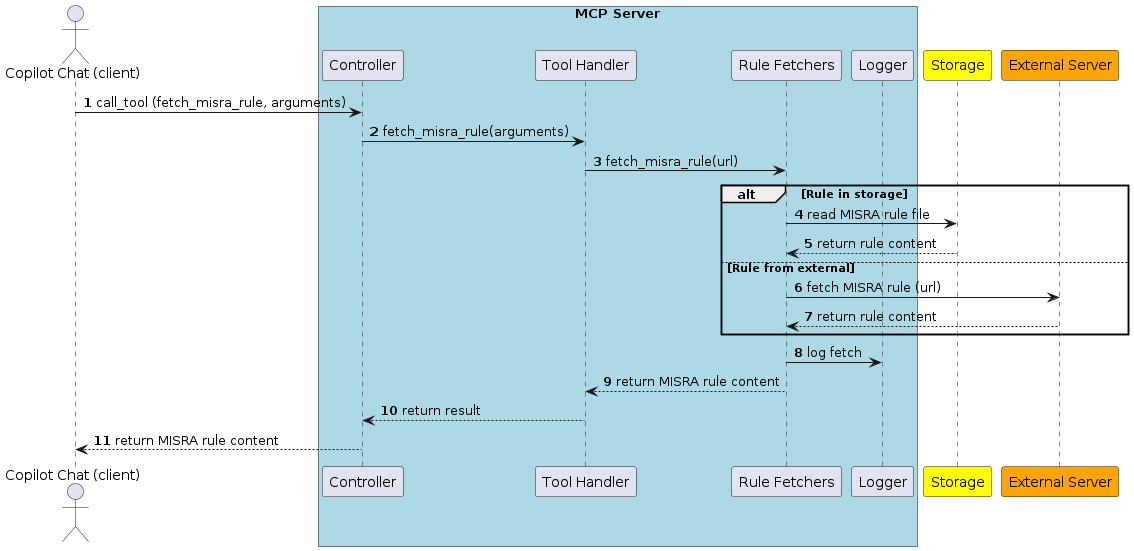 MCP Server
Copilot Chat (client)
Controller
Tool Handler
Rule Fetchers
Logger
Storage
External Server
1 call_tool (fetch_misra_rule, arguments)
2 fetch_misra_rule(arguments)
3 fetch_misra_rule(url)
alt [Rule in storage]
4 read MISRA rule file
5 return rule content
[Rule from external]
6 fetch MISRA rule (url)
7 return rule content
8 log fetch
9 return MISRA rule content
10 return result
11 return MISRA rule content
Copilot Chat (client)
Controller
Tool Handler
Rule Fetchers
Logger
Storage
External Server